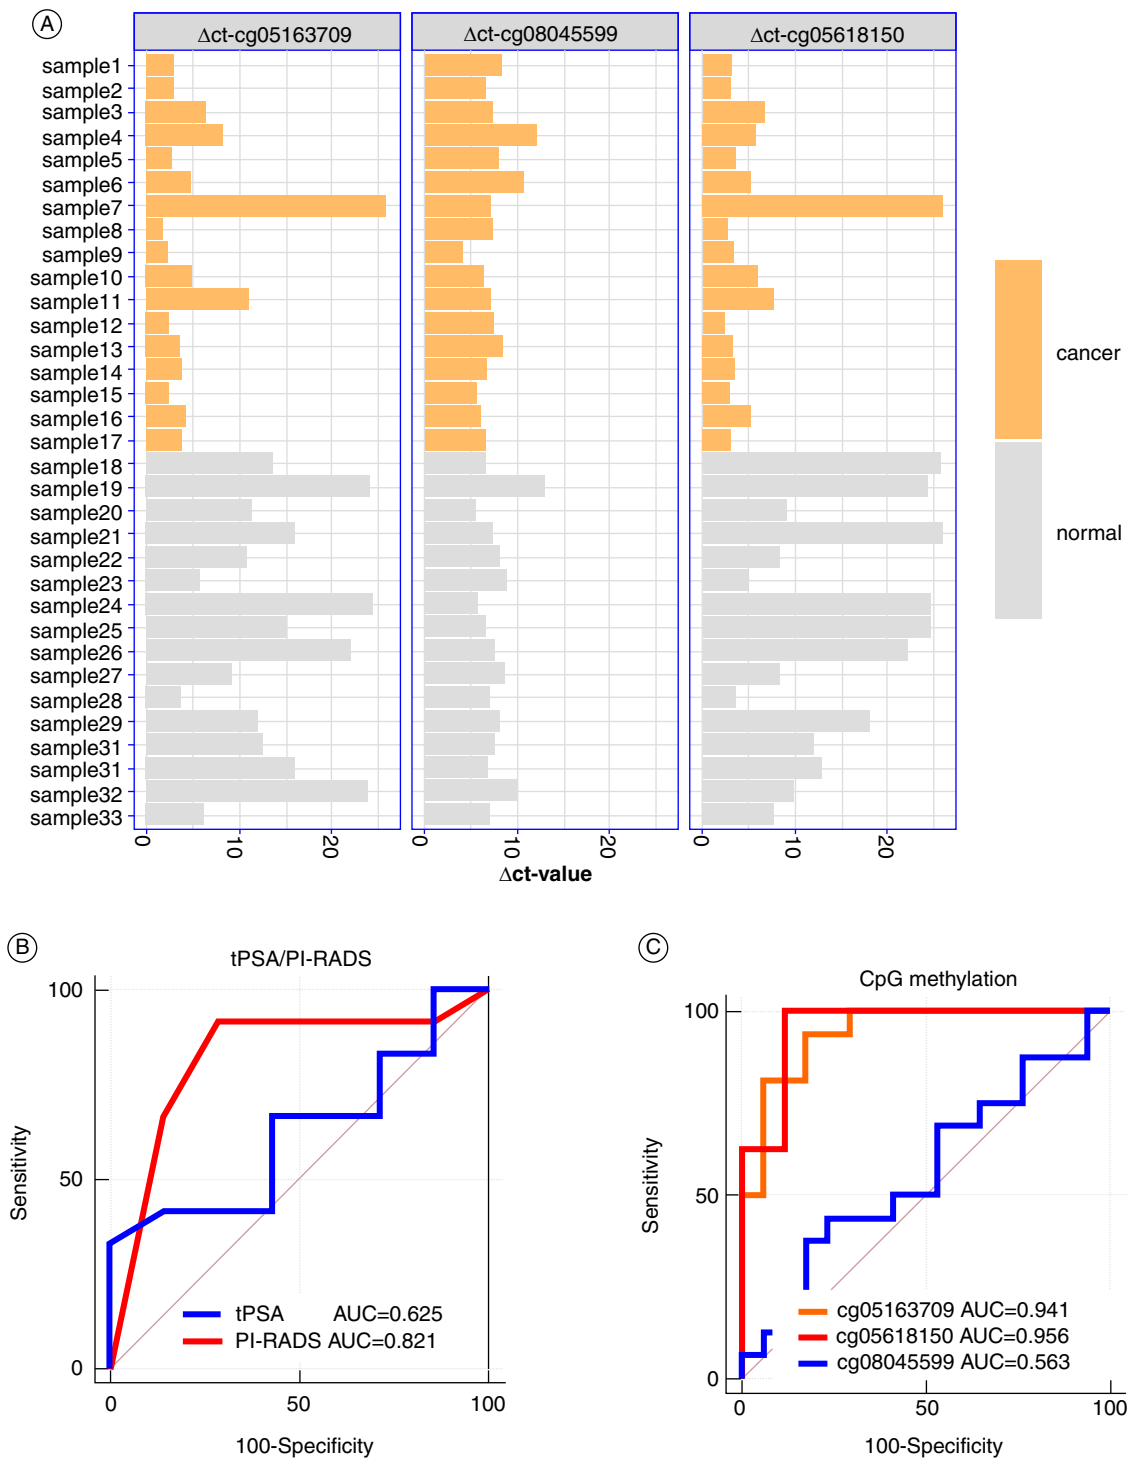 A
Δct-cg05163709
Δct-cg08045599
Δct-cg05618150
sample1
sample2
sample3
sample4
sample5
sample6
sample7
sample8
sample9
sample10
sample11
sample12
sample13
sample14
sample15
sample16
sample17
sample18
sample19
sample20
sample21
sample22
sample23
sample24
sample25
sample26
sample27
sample28
sample29
sample31
sample31
sample32
sample33
cancer
normal
0 10 20
0 10 20
0 10 20
Δct-value
B
tPSA/PI-RADS
Sensitivity
100
50
0
tPSA AUC=0.625
PI-RADS AUC=0.821
0 50 100
100-Specificity
C
CpG methylation
Sensitivity
100
50
0
cg05163709 AUC=0.941
cg05618150 AUC=0.956
cg08045599 AUC=0.563
0 50 100
100-Specificity